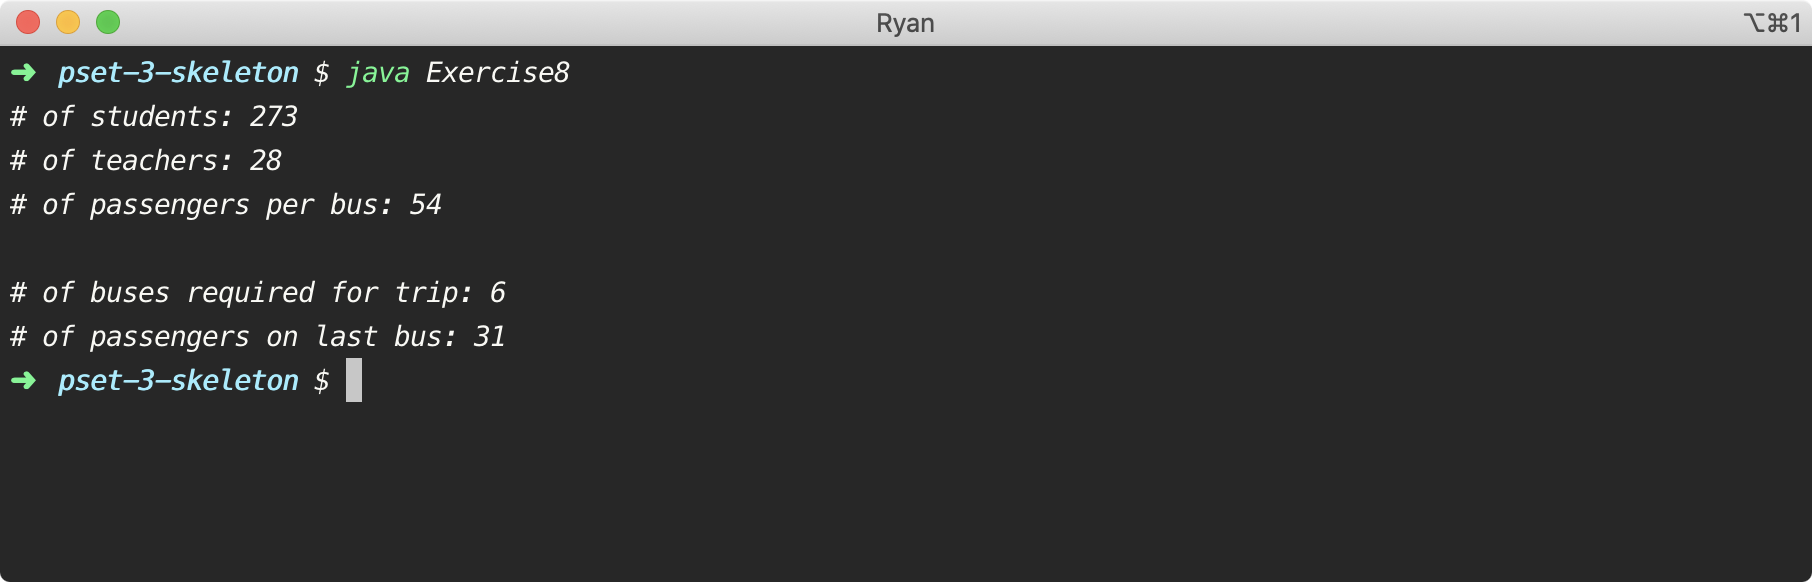 Ryan
⌥⌘1
➜ pset-3-skeleton $ java Exercise8
# of students: 273
# of teachers: 28
# of passengers per bus: 54
# of buses required for trip: 6
# of passengers on last bus: 31
➜ pset-3-skeleton $